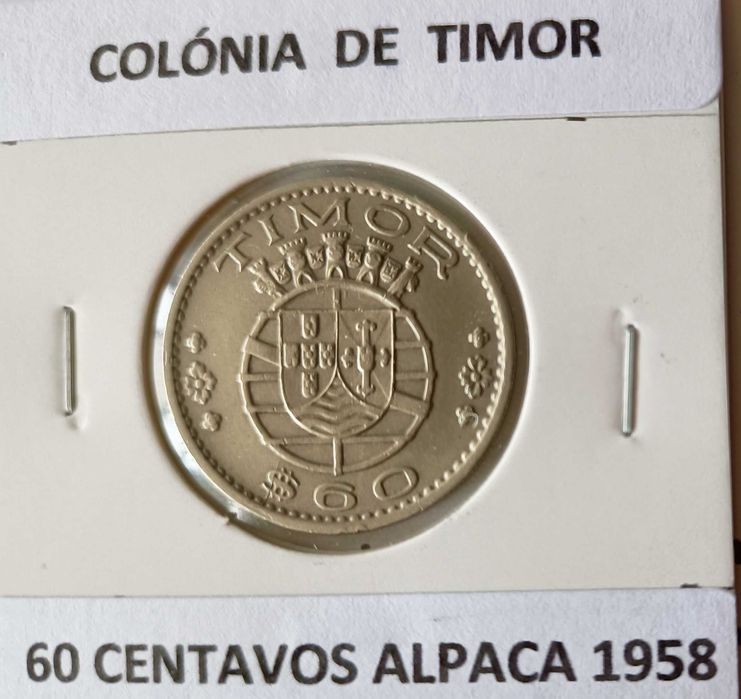 COLÓNIA DE TIMOR
TIMOR
$60
60 CENTAVOS ALPACA 1958